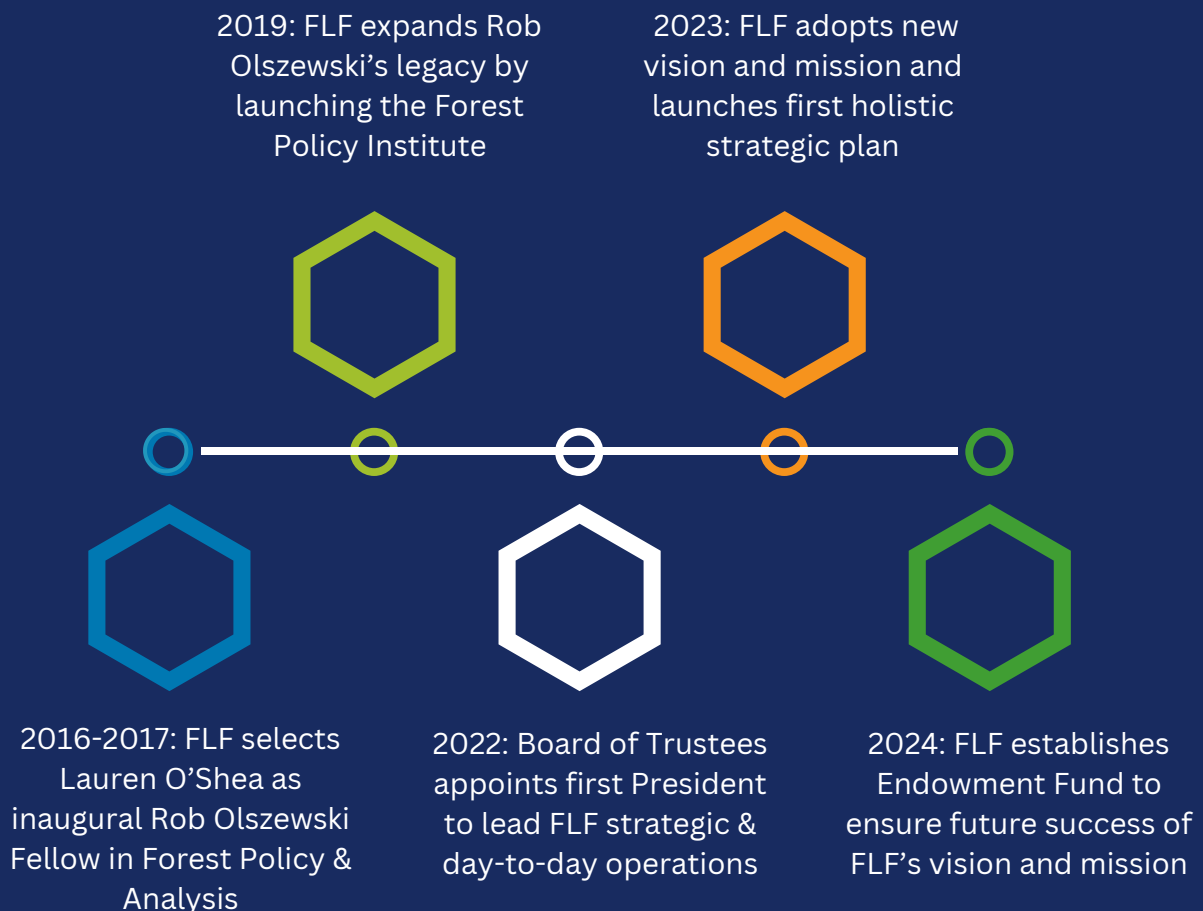 2019: FLF expands Rob
Olszewski’s legacy by
launching the Forest
Policy Institute
2023: FLF adopts new
vision and mission and
launches first holistic
strategic plan
2016-2017: FLF selects
Lauren O’Shea as
inaugural Rob Olszewski
Fellow in Forest Policy &
Analysis
2022: Board of Trustees
appoints first President
to lead FLF strategic &
day-to-day operations
2024: FLF establishes
Endowment Fund to
ensure future success of
FLF’s vision and mission